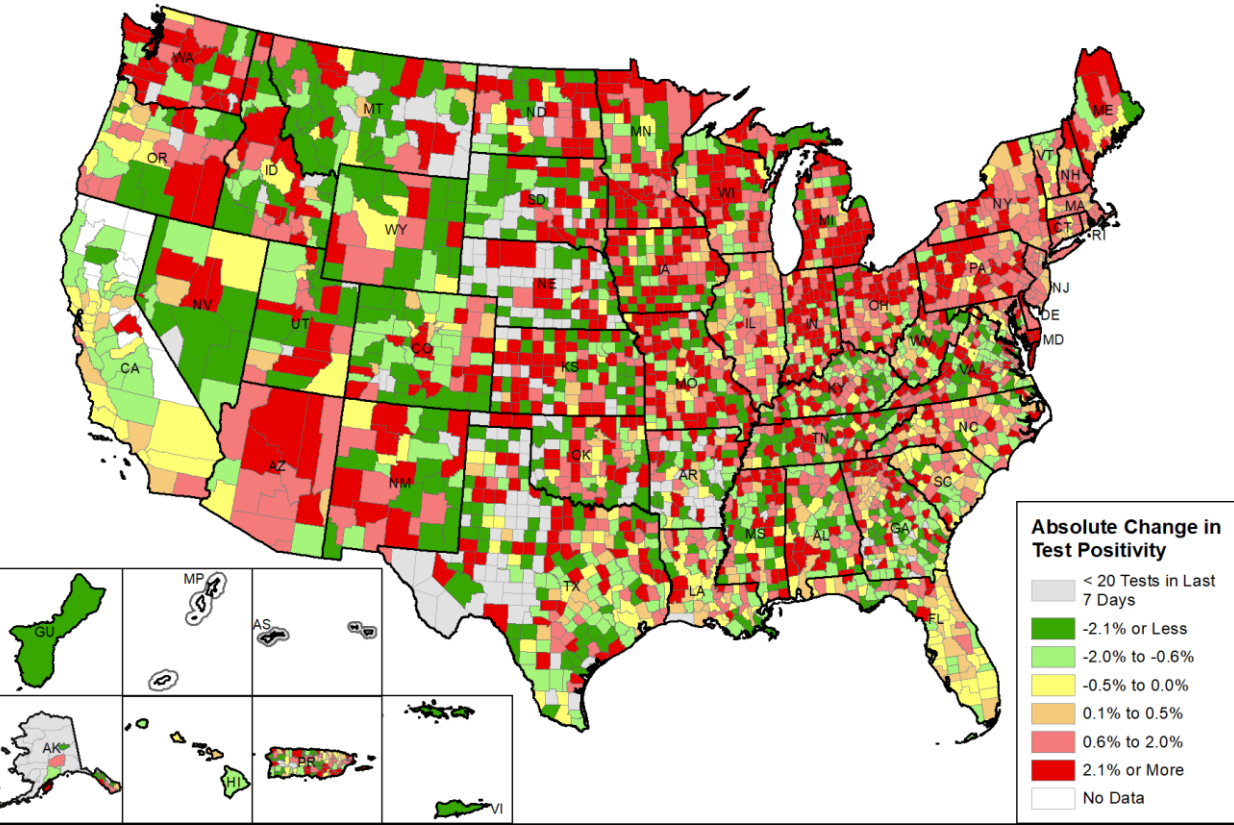 WA
MT
ND
MN
ME
OR
ID
VT
NH
SD
WI
NY
MA
WY
MI
CT
RI
IA
PA
NE
NJ
NV
OH
UT
IL
IN
DE
CO
WV
MD
CA
KS
MO
VA
KY
NC
TN
AZ
OK
AR
NM
SC
MS
AL
GA
TX
LA
FL
GU
MP
AS
AK
HI
PR
VI
Absolute Change in
Test Positivity
< 20 Tests in Last
7 Days
-2.1% or Less
-2.0% to -0.6%
-0.5% to 0.0%
0.1% to 0.5%
0.6% to 2.0%
2.1% or More
No Data